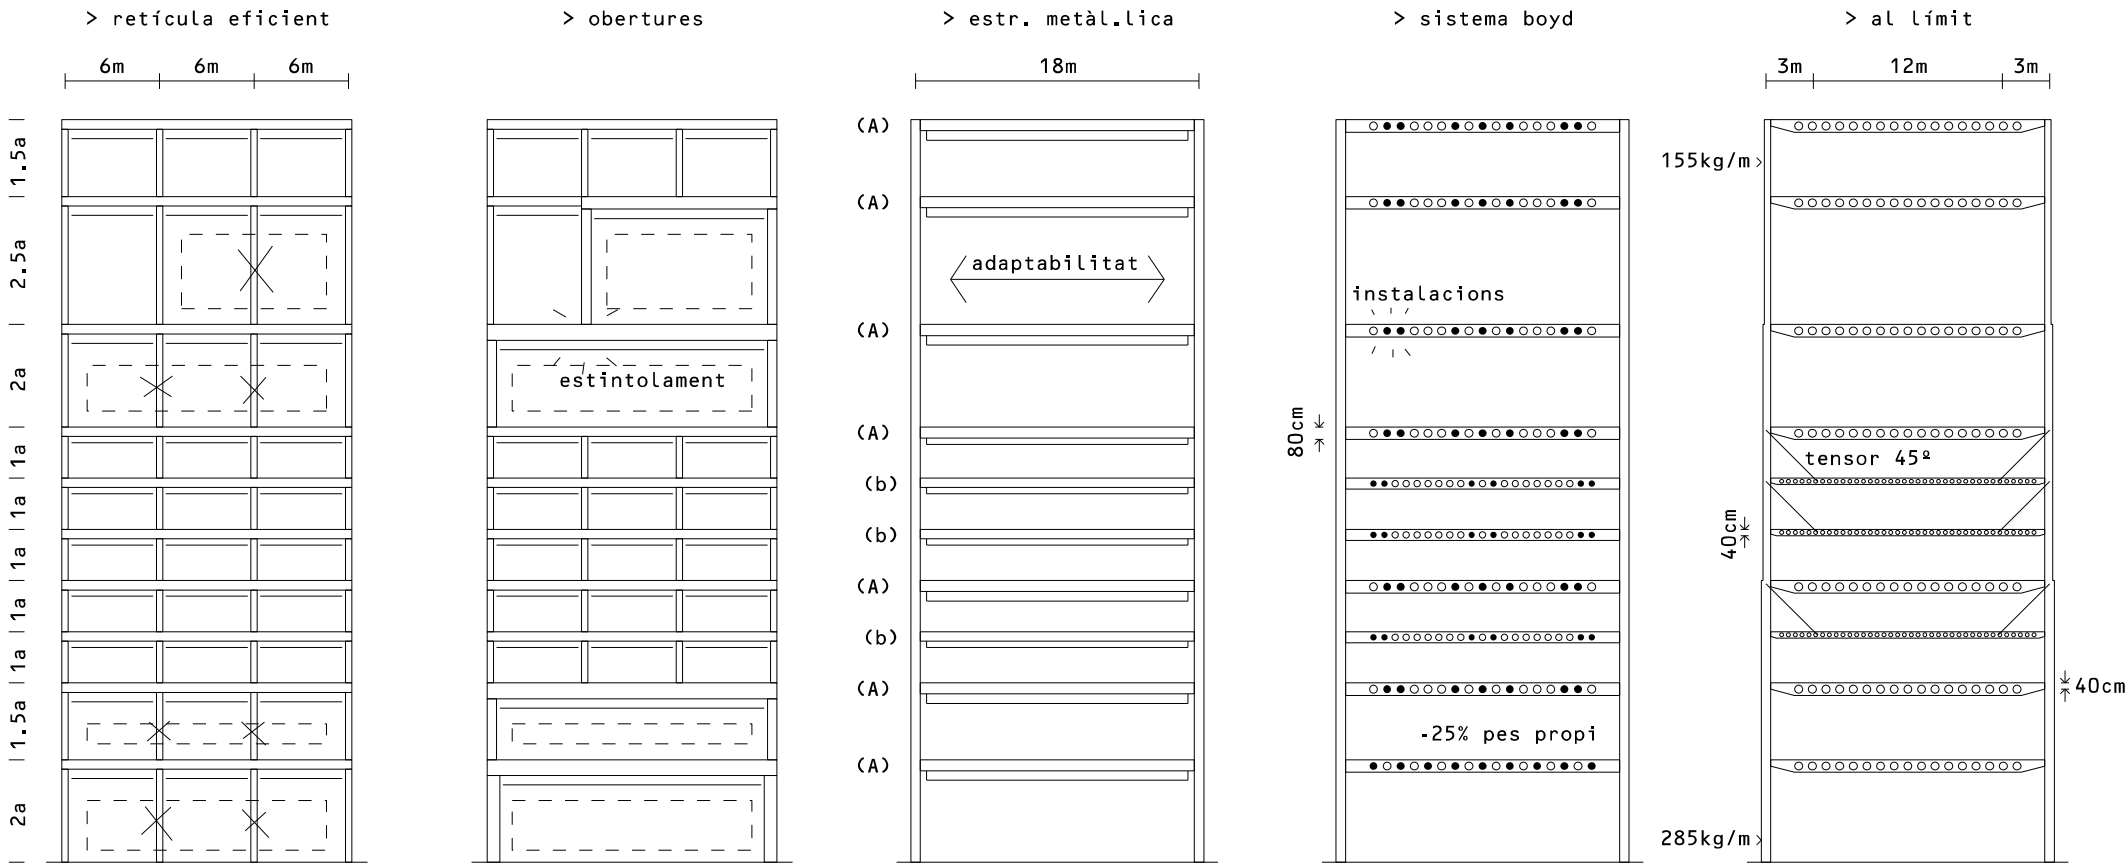 > retícula eficient
> obertures
> estr. metàl.lica
> sistema boyd
> al límit
6m 6m 6m
18m
3m 12m 3m
1.5a
2.5a
2a
1a
1a
1a
1a
1a
1.5a
2a
estintolament
(A)
(A)
adaptabilitat
(A)
(A)
(b)
(b)
(A)
(b)
(A)
(A)
instalacions
80cm
-25% pes propi
155kg/m
tensor 45º
40cm
40cm
285kg/m